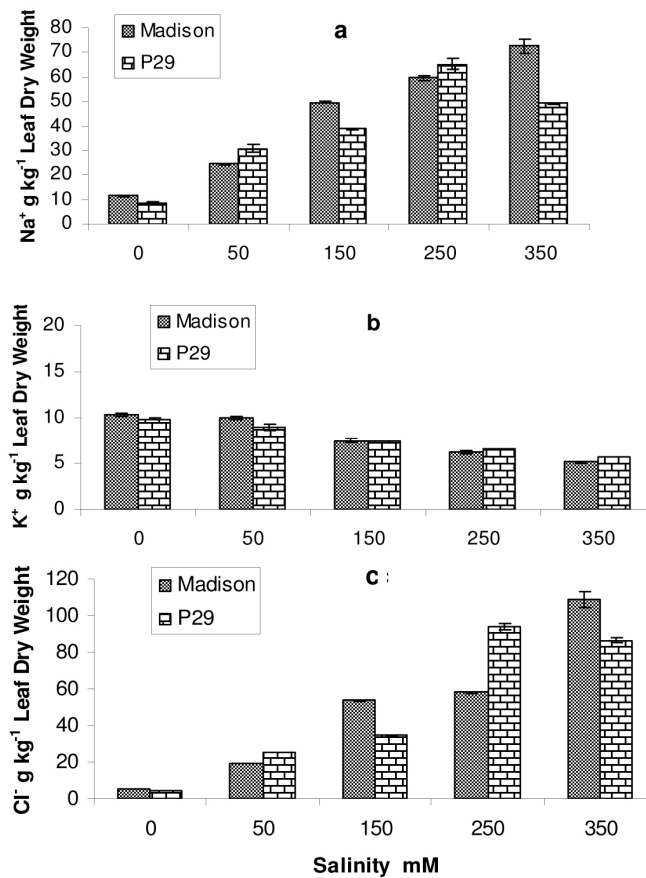 a
Madison
P29
Na⁺ g kg⁻¹ Leaf Dry Weight
80
70
60
50
40
30
20
10
0
0 50 150 250 350
b
Madison
P29
K⁺ g kg⁻¹ Leaf Dry Weight
20
15
10
5
0
0 50 150 250 350
c
Madison
P29
Cl⁻ g kg⁻¹ Leaf Dry Weight
120
100
80
60
40
20
0
0 50 150 250 350
Salinity mM